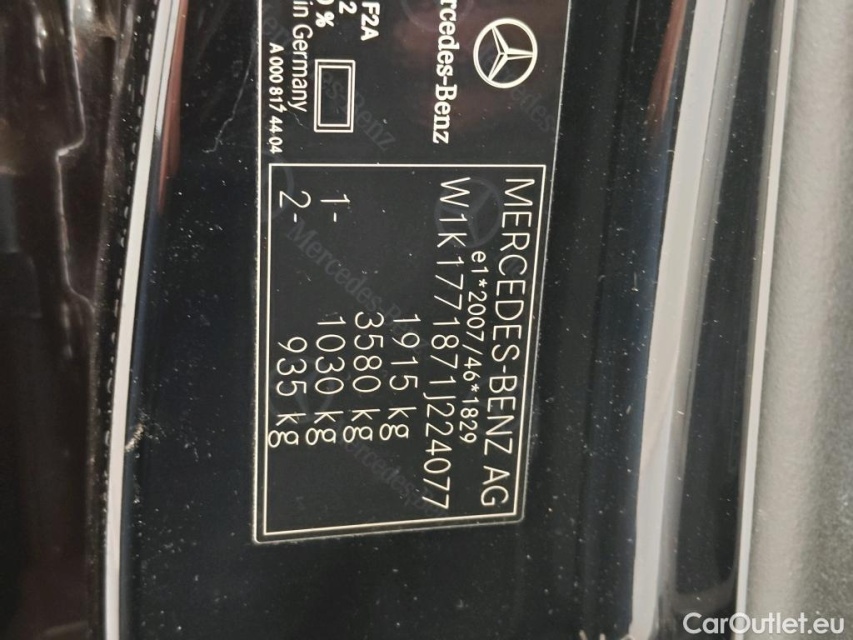 MERCEDES-BENZ AG
e1*2007/46*1829
W1K1771871J224077
1915 kg
3580 kg
1- 1030 kg
2- 935 kg
Mercedes-Benz
F2A
2
%
in Germany
A 000 817 44 04
CarOutlet.eu